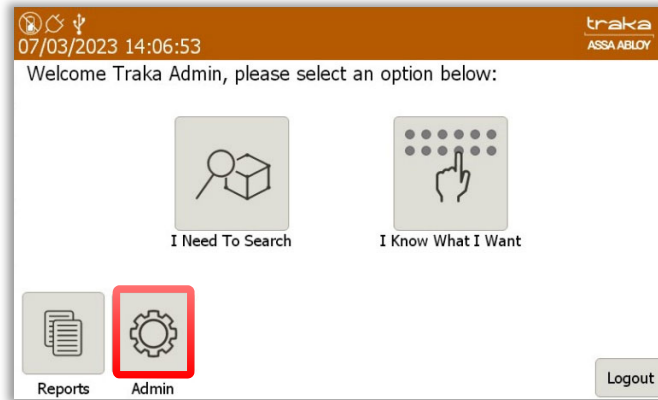 traka
07/03/2023 14:06:53
ASSA ABLOY
Welcome Traka Admin, please select an option below:
I Need To Search
I Know What I Want
Reports
Admin
Logout